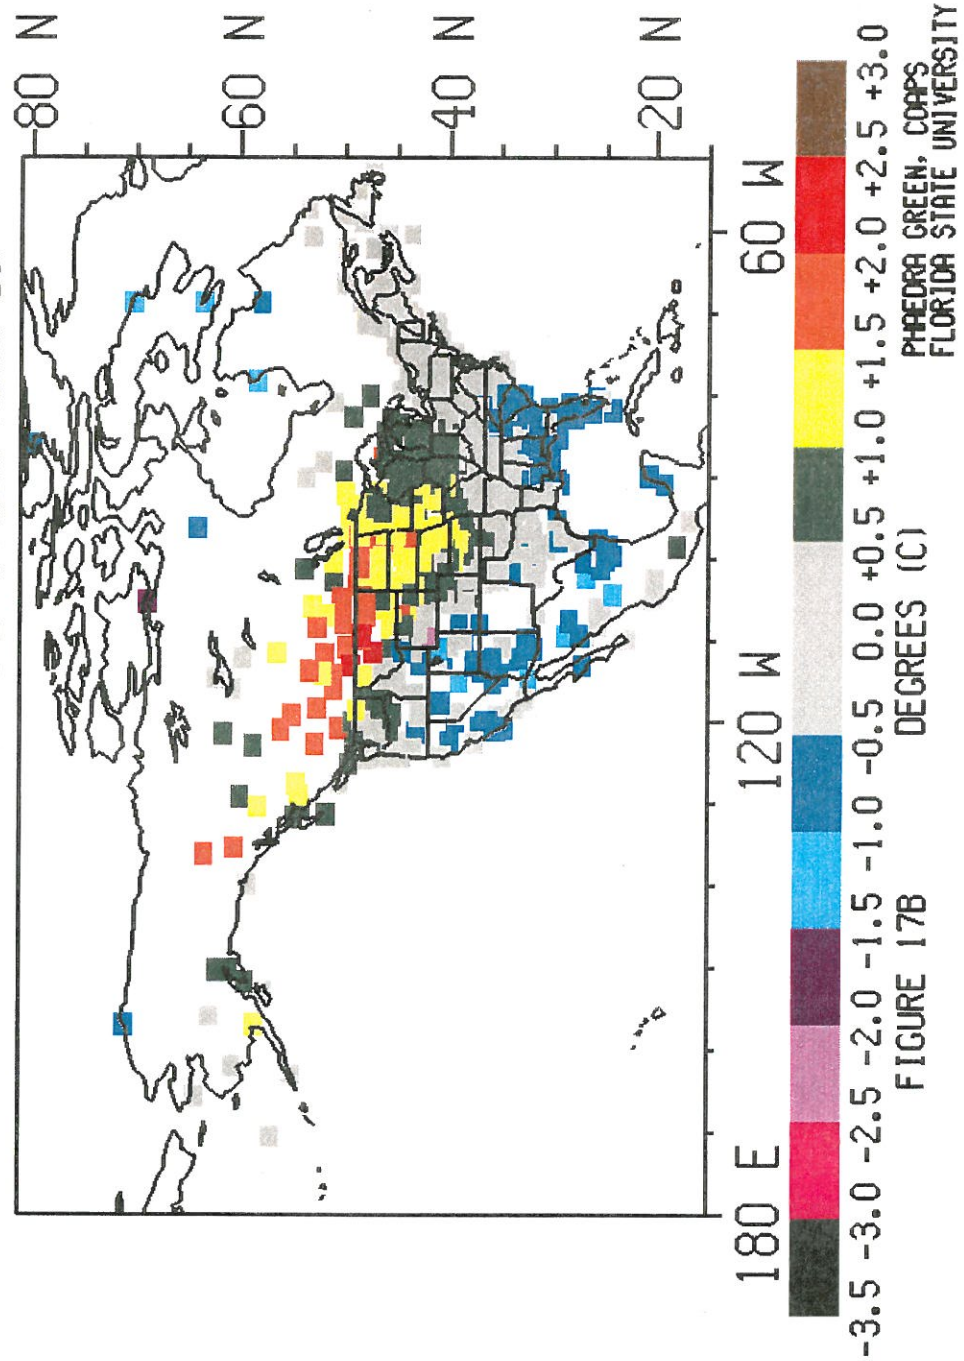 80 N
60 N
40 N
20 N
180 E
120 W
60 W
-3.5 -3.0 -2.5 -2.0 -1.5 -1.0 -0.5 0.0 +0.5 +1.0 +1.5 +2.0 +2.5 +3.0
FIGURE 17B
DEGREES (C)
PHAEDRA GREEN, COAPS
FLORIDA STATE UNIVERSITY